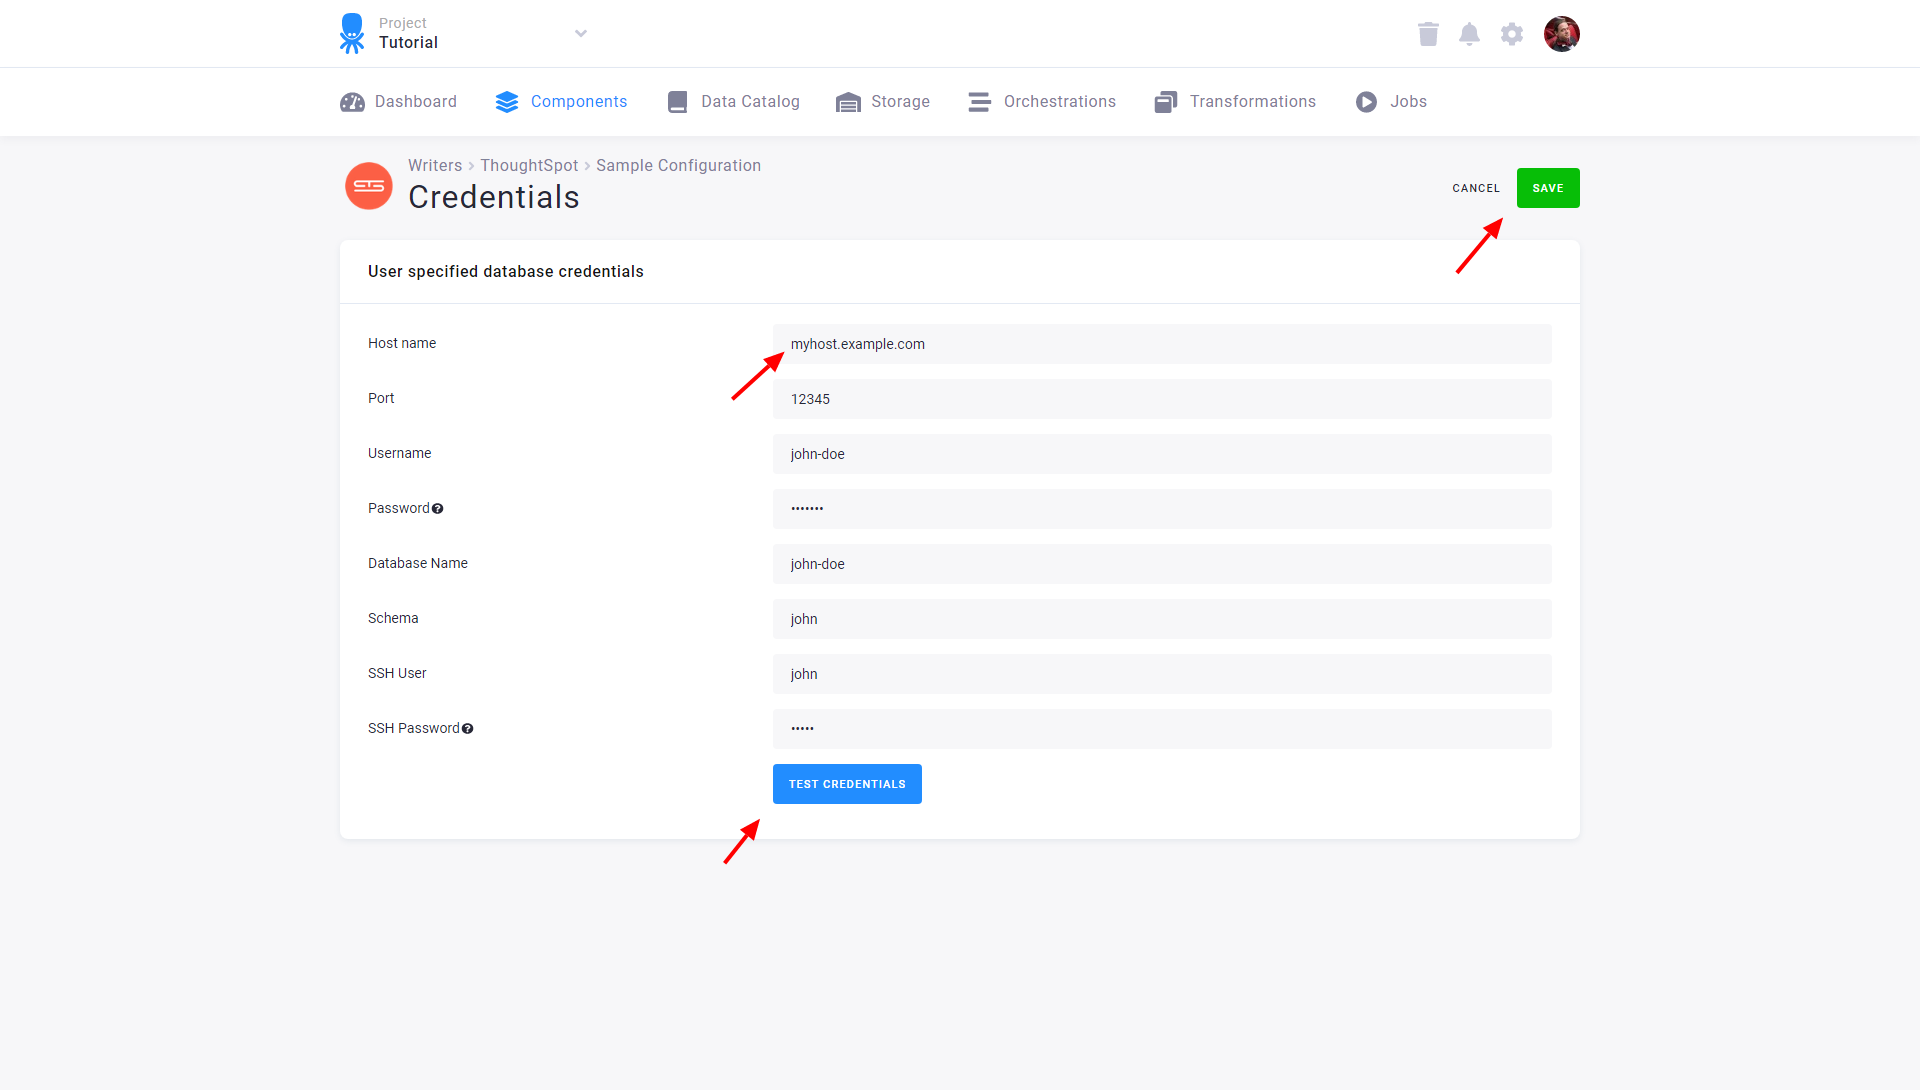 Project
Tutorial
Dashboard Components Data Catalog Storage Orchestrations Transformations Jobs
Writers > ThoughtSpot > Sample Configuration
Credentials
CANCEL SAVE
User specified database credentials
Host name myhost.example.com
Port 12345
Username john-doe
Password •••••••
Database Name john-doe
Schema john
SSH User john
SSH Password •••••
TEST CREDENTIALS